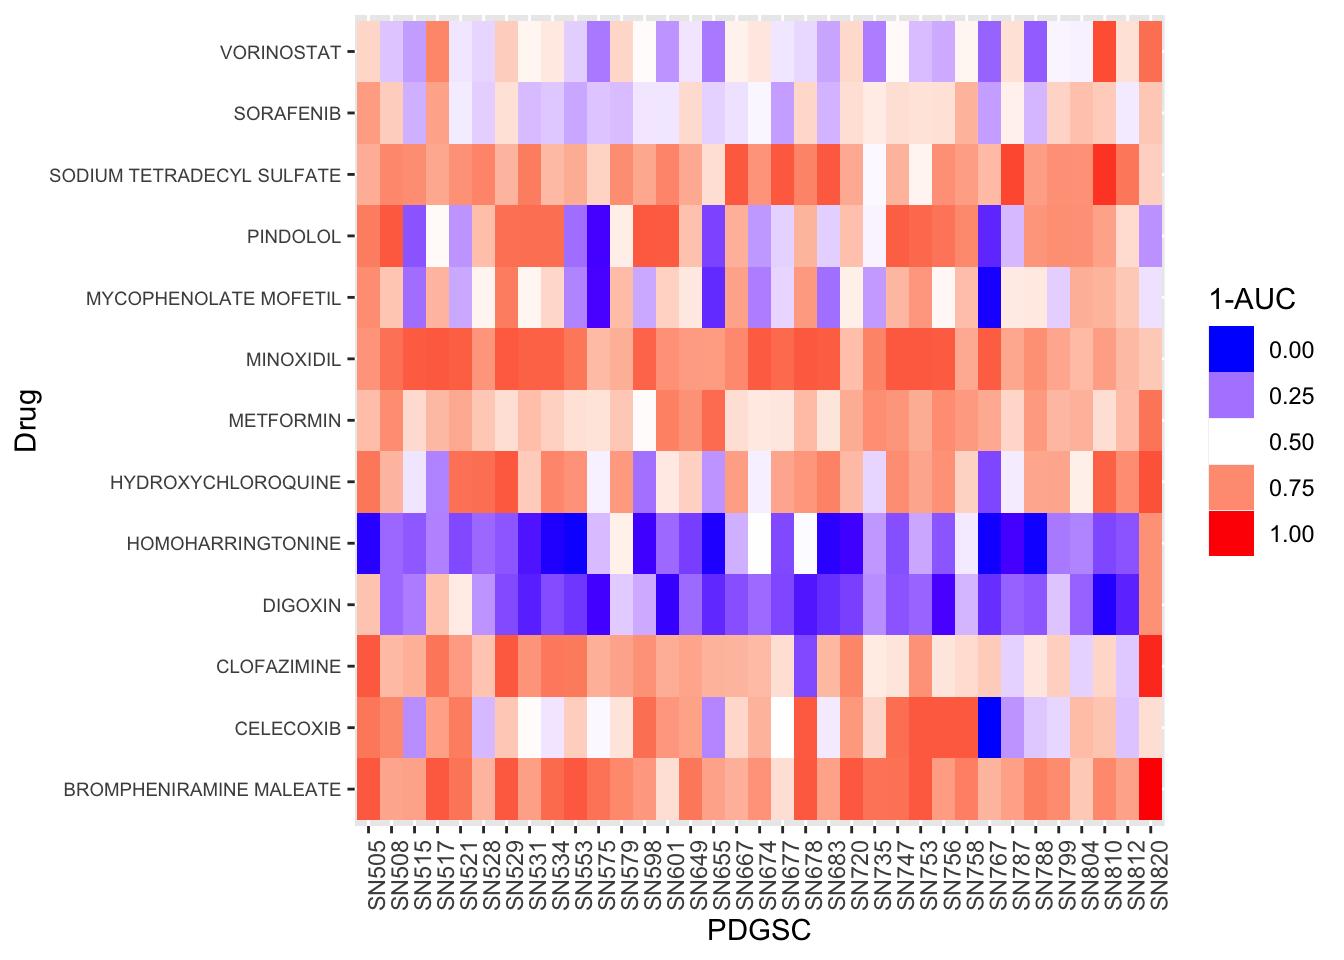 VORINOSTAT
SORAFENIB
SODIUM TETRADECYL SULFATE
PINDOLOL
MYCOPHENOLATE MOFETIL
MINOXIDIL
METFORMIN
HYDROXYCHLOROQUINE
HOMOHARRINGTONINE
DIGOXIN
CLOFAZIMINE
CELECOXIB
BROMPHENIRAMINE MALEATE
Drug
SN505
SN508
SN515
SN517
SN521
SN528
SN529
SN531
SN534
SN553
SN575
SN579
SN598
SN601
SN649
SN655
SN667
SN674
SN677
SN678
SN683
SN720
SN735
SN747
SN753
SN756
SN758
SN767
SN787
SN788
SN799
SN804
SN810
SN812
SN820
PDGSC
1-AUC
0.00
0.25
0.50
0.75
1.00